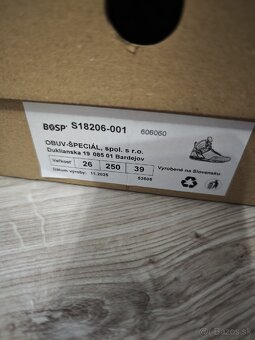 BOSP S18206-001 606060
OBUV-ŠPECIÁL, spol. s r.o.
Duklianska 19 085 01 Bardejov
Veľkosť 26 250 39 Vyrobené na Slovensku
Dátum výroby: 11.2025 53505
bazos.sk